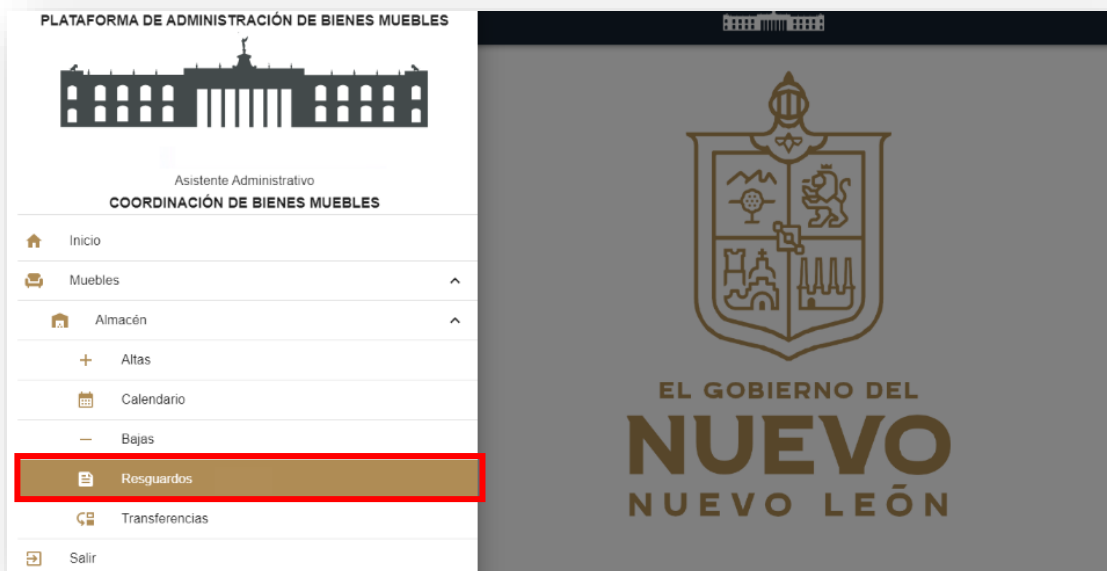 PLATAFORMA DE ADMINISTRACIÓN DE BIENES MUEBLES
Asistente Administrativo
COORDINACIÓN DE BIENES MUEBLES
Inicio
Muebles
Almacén
Altas
Calendario
Bajas
Resguardos
Transferencias
Salir
EL GOBIERNO DEL
NUEVO
NUEVO LEÓN